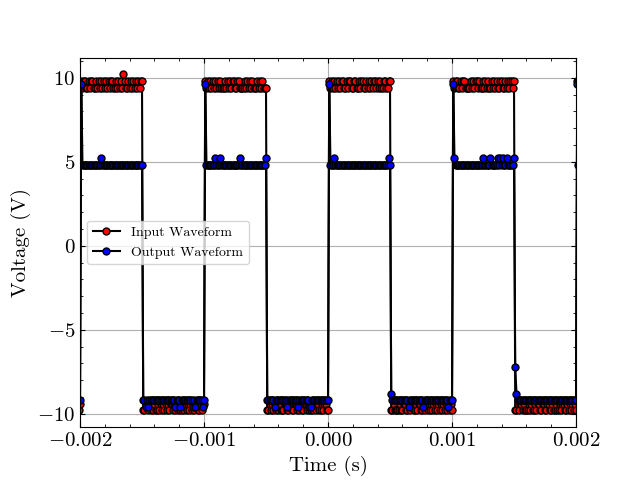 10
5
0
−5
−10
Voltage (V)
Input Waveform
Output Waveform
−0.002 −0.001 0.000 0.001 0.002
Time (s)